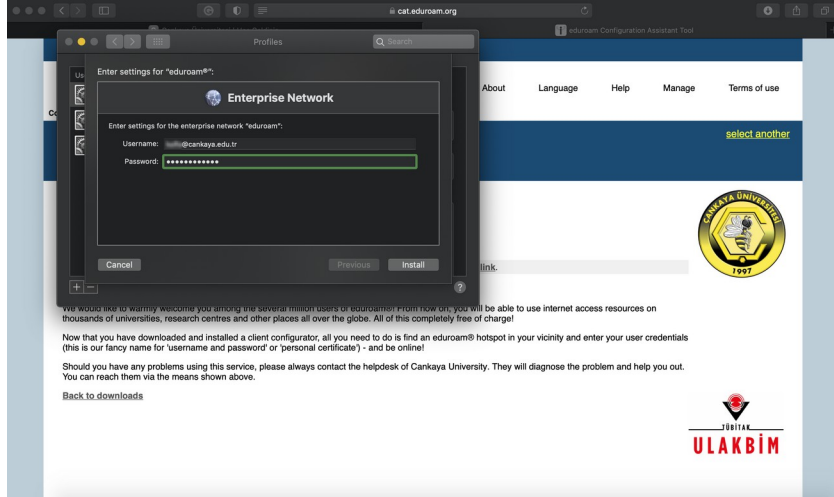 cat.eduroam.org
eduroam Configuration Assistant Tool
Profiles
Search
Enter settings for "eduroam®":
Enterprise Network
Enter settings for the enterprise network "eduroam":
Username: @cankaya.edu.tr
Password: ••••••••••••
Cancel
Previous
Install
About
Language
Help
Manage
Terms of use
select another
link.
ÇANKAYA ÜNİVERSİTESİ
1997
We would like to warmly welcome you among the several million users of eduroam®! From now on, you will be able to use internet access resources on
thousands of universities, research centres and other places all over the globe. All of this completely free of charge!
Now that you have downloaded and installed a client configurator, all you need to do is find an eduroam® hotspot in your vicinity and enter your user credentials
(this is our fancy name for 'username and password' or 'personal certificate') - and be online!
Should you have any problems using this service, please always contact the helpdesk of Cankaya University. They will diagnose the problem and help you out.
You can reach them via the means shown above.
Back to downloads
TÜBİTAK
ULAKBİM